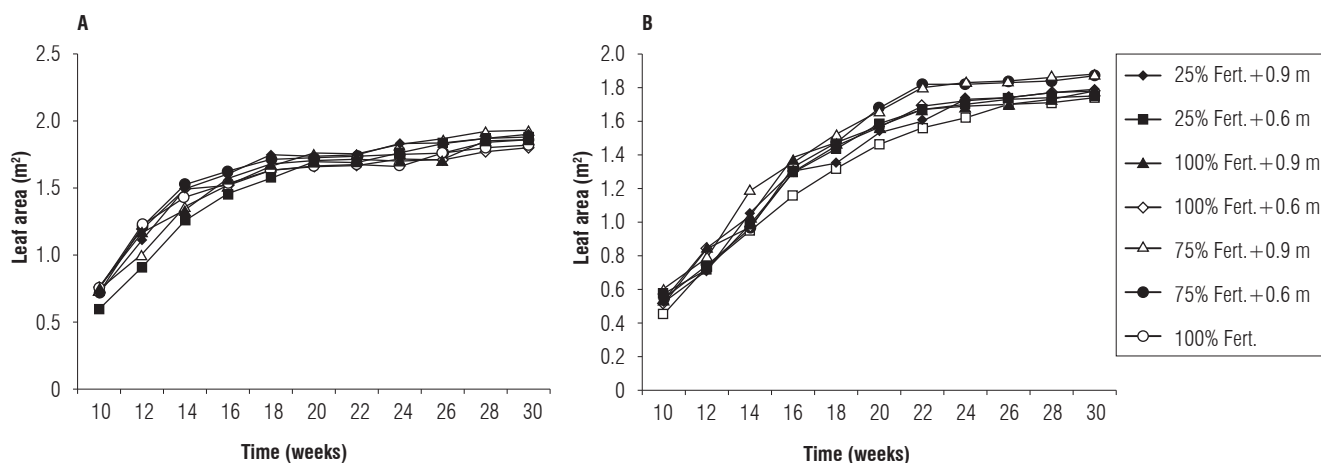 A
Leaf area (m²)
2.5
2.0
1.5
1.0
0.5
0
10 12 14 16 18 20 22 24 26 28 30
Time (weeks)
B
Leaf area (m²)
2.0
1.8
1.6
1.4
1.2
1.0
0.8
0.6
0.4
0.2
0
10 12 14 16 18 20 22 24 26 28 30
Time (weeks)
25% Fert.+0.9 m
25% Fert.+0.6 m
100% Fert.+0.9 m
100% Fert.+0.6 m
75% Fert.+0.9 m
75% Fert.+0.6 m
100% Fert.